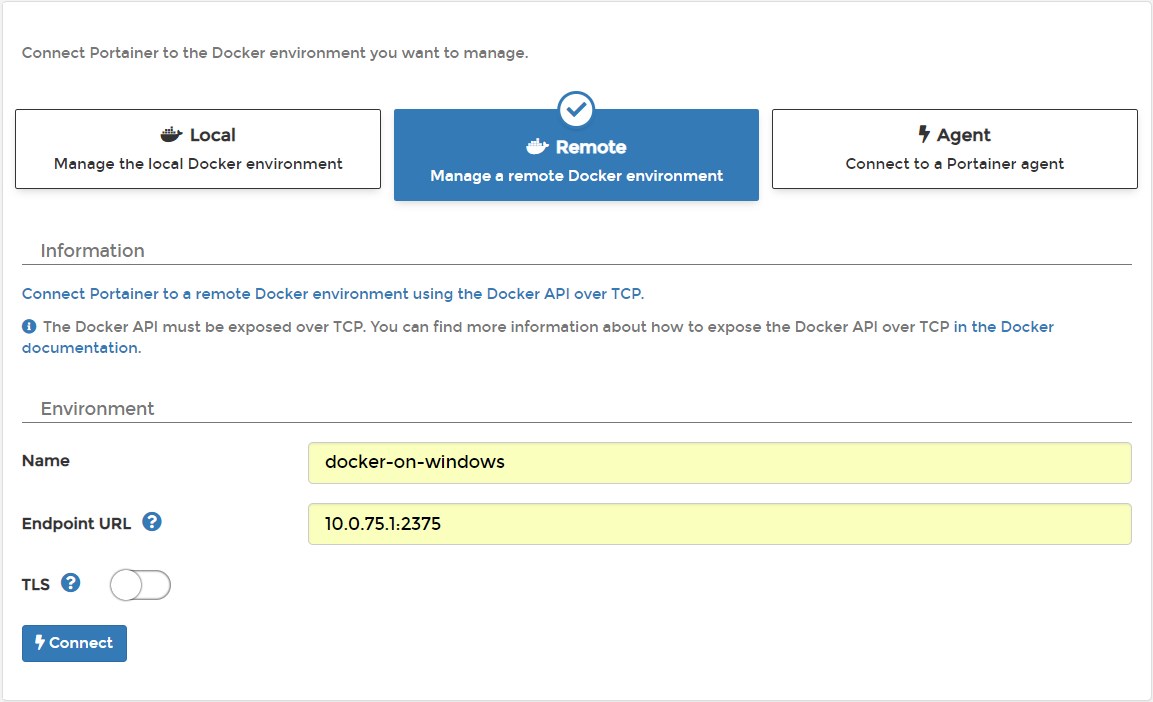 Connect Portainer to the Docker environment you want to manage.
Local
Manage the local Docker environment
Remote
Manage a remote Docker environment
Agent
Connect to a Portainer agent
Information
Connect Portainer to a remote Docker environment using the Docker API over TCP.
The Docker API must be exposed over TCP. You can find more information about how to expose the Docker API over TCP in the Docker
documentation.
Environment
Name
docker-on-windows
Endpoint URL ?
10.0.75.1:2375
TLS ?
Connect